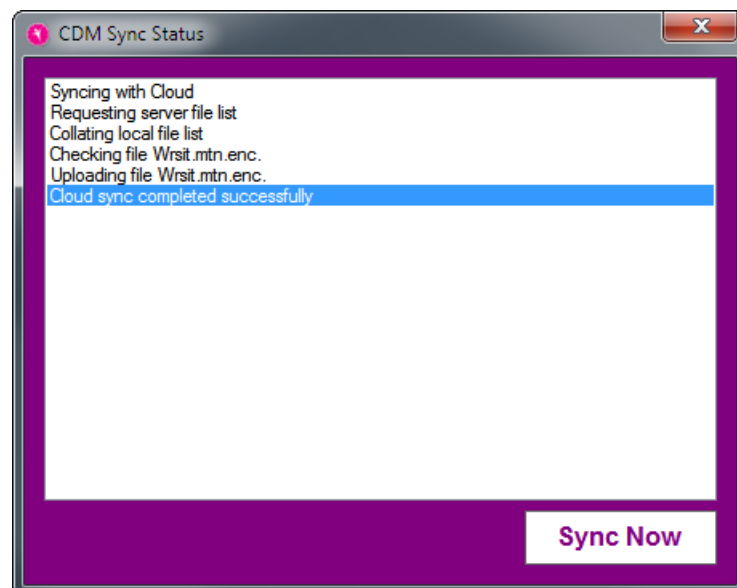 CDM Sync Status
Syncing with Cloud
Requesting server file list
Collating local file list
Checking file Wrsit.mtn.enc.
Uploading file Wrsit.mtn.enc.
Cloud sync completed successfully
Sync Now